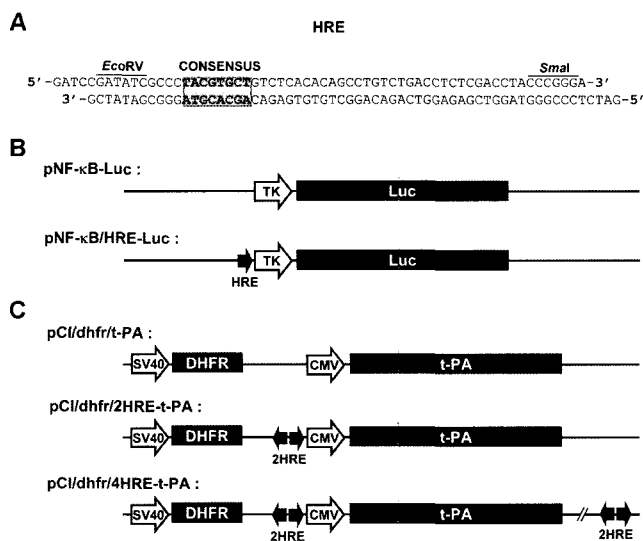 A
HRE
EcoRV CONSENSUS SmaI
5'-GATCCGATATCGCCCTACGTGCTGTCTCACACAGCCTGTCTGACCTCTCGACCTACCCGGGA-3'
3'-GCTATAGCGGGATGCACGACAGAGTGTGTCGGACAGACTGGAGAGCTGGATGGGCCCTCTAG-5'
B
pNF-κB-Luc :
TK Luc
pNF-κB/HRE-Luc :
TK Luc
HRE
C
pCI/dhfr/t-PA :
SV40 DHFR CMV t-PA
pCI/dhfr/2HRE-t-PA :
SV40 DHFR CMV t-PA
2HRE
pCI/dhfr/4HRE-t-PA :
SV40 DHFR CMV t-PA
2HRE 2HRE